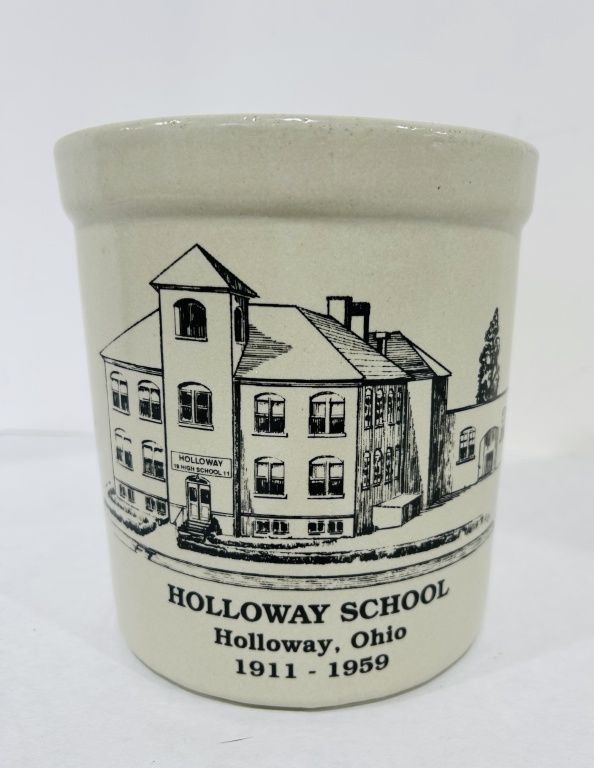 HOLLOWAY
19 HIGH SCHOOL 11
HOLLOWAY SCHOOL
Holloway, Ohio
1911 - 1959